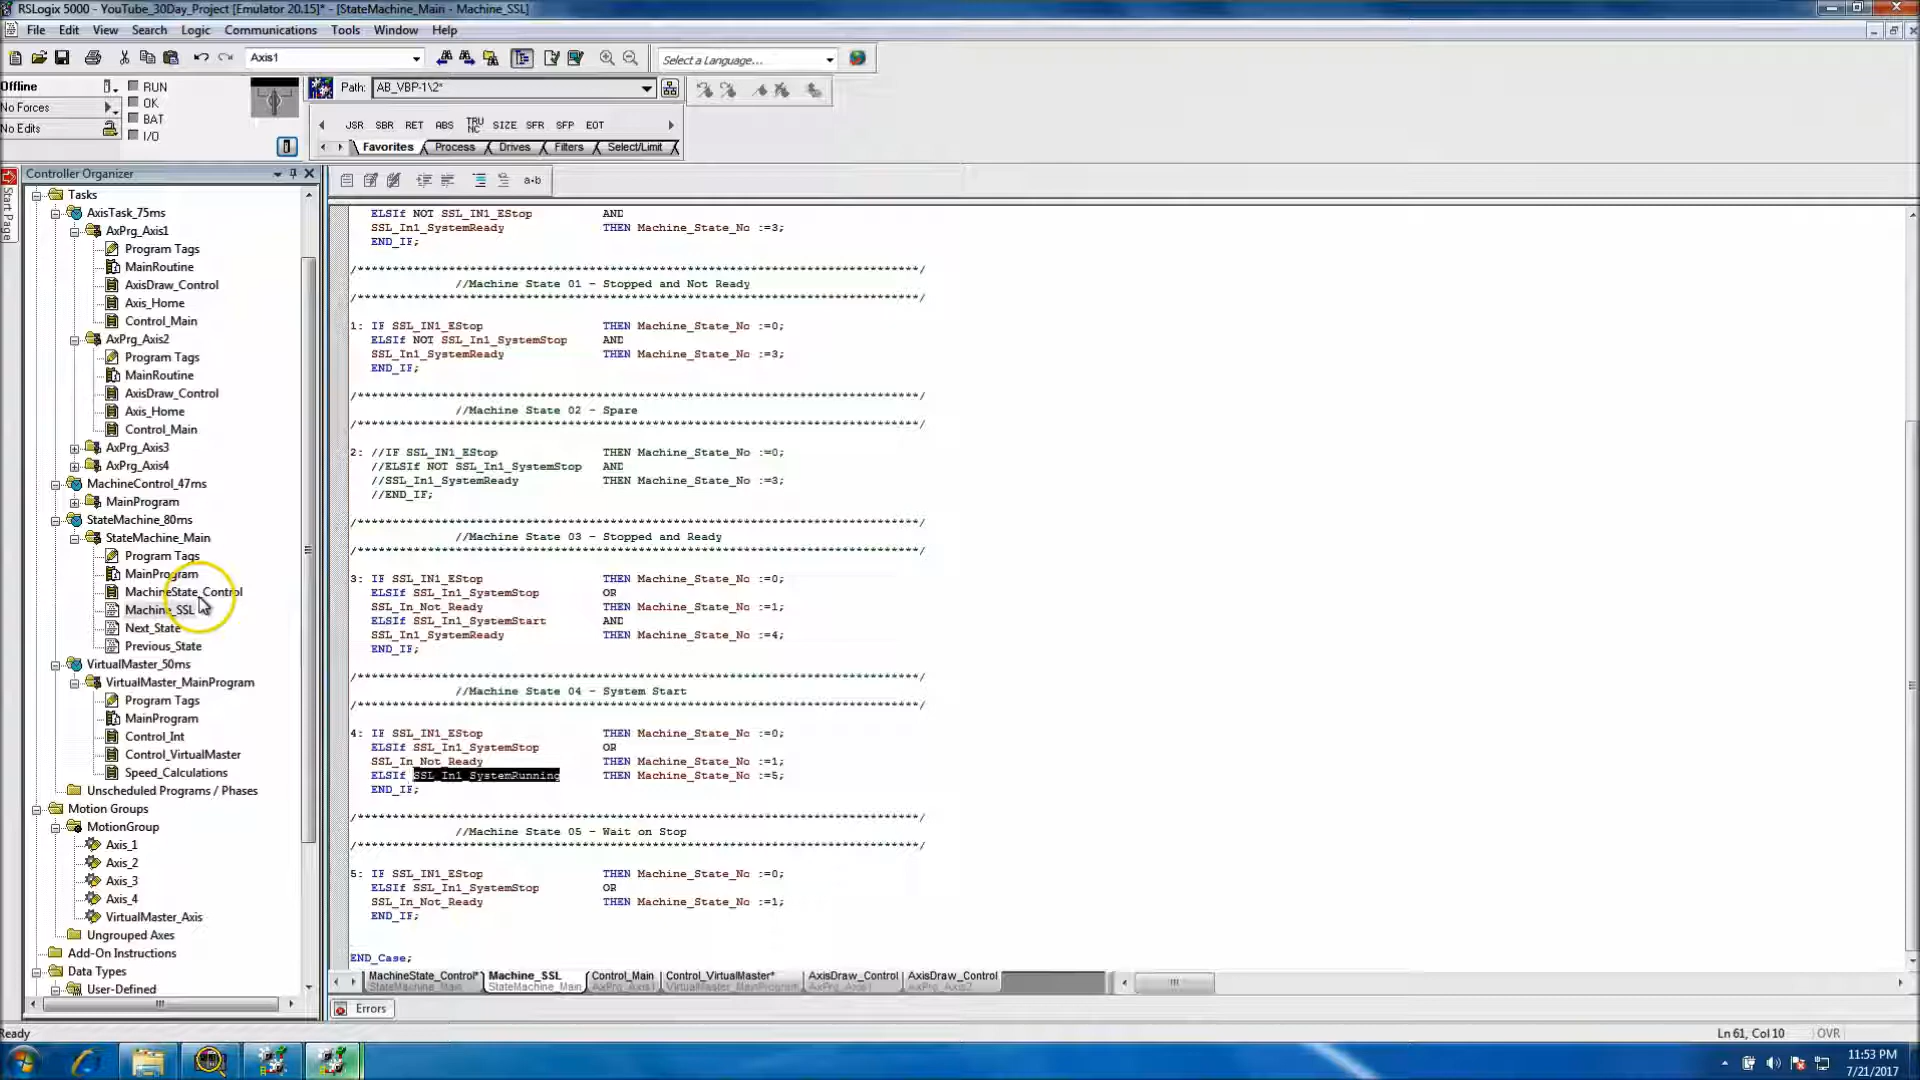 RSLogix 5000 - YouTube_30Day_Project [Emulator 20.15]* - [StateMachine_Main - Machine_SSL]
File Edit View Search Logic Communications Tools Window Help
Axis1
Select a Language...
Offline
RUN
No Forces
OK
No Edits
BAT
I/O
Path: AB_VBP-1\2*
JSR SBR RET ABS TRUNC SIZE SFR SFP EOT
Favorites Process Drives Filters Select/Limit
Start Page
Controller Organizer
Tasks
AxisTask_75ms
AxPrg_Axis1
Program Tags
MainRoutine
AxisDraw_Control
Axis_Home
Control_Main
AxPrg_Axis2
Program Tags
MainRoutine
AxisDraw_Control
Axis_Home
Control_Main
AxPrg_Axis3
AxPrg_Axis4
MachineControl_47ms
MainProgram
StateMachine_80ms
StateMachine_Main
Program Tags
MainProgram
MachineState_Control
Machine_SSL
Next_State
Previous_State
VirtualMaster_50ms
VirtualMaster_MainProgram
Program Tags
MainProgram
Control_Int
Control_VirtualMaster
Speed_Calculations
Unscheduled Programs / Phases
Motion Groups
MotionGroup
Axis_1
Axis_2
Axis_3
Axis_4
VirtualMaster_Axis
Ungrouped Axes
Add-On Instructions
Data Types
User-Defined
ELSIf NOT SSL_IN1_EStop AND
SSL_In1_SystemReady THEN Machine_State_No :=3;
END_IF;
//Machine State 01 - Stopped and Not Ready
1: IF SSL_IN1_EStop THEN Machine_State_No :=0;
ELSIf NOT SSL_In1_SystemStop AND
SSL_In1_SystemReady THEN Machine_State_No :=3;
END_IF;
//Machine State 02 - Spare
2: //IF SSL_IN1_EStop THEN Machine_State_No :=0;
//ELSIf NOT SSL_In1_SystemStop AND
//SSL_In1_SystemReady THEN Machine_State_No :=3;
//END_IF;
//Machine State 03 - Stopped and Ready
3: IF SSL_IN1_EStop THEN Machine_State_No :=0;
ELSIf SSL_In1_SystemStop OR
SSL_In_Not_Ready THEN Machine_State_No :=1;
ELSIf SSL_In1_SystemStart AND
SSL_In1_SystemReady THEN Machine_State_No :=4;
END_IF;
//Machine State 04 - System Start
4: IF SSL_IN1_EStop THEN Machine_State_No :=0;
ELSIf SSL_In1_SystemStop OR
SSL_In_Not_Ready THEN Machine_State_No :=1;
ELSIf SSL_In1_SystemRunning THEN Machine_State_No :=5;
END_IF;
//Machine State 05 - Wait on Stop
5: IF SSL_IN1_EStop THEN Machine_State_No :=0;
ELSIf SSL_In1_SystemStop OR
SSL_In_Not_Ready THEN Machine_State_No :=1;
END_IF;
END_Case;
MachineState_Control* Machine_SSL Control_Main Control_VirtualMaster* AxisDraw_Control AxisDraw_Control
StateMachine_Main StateMachine_Main AxPrg_Axis1 VirtualMaster_MainProgram AxPrg_Axis1 AxPrg_Axis2
Errors
Ready
Ln 61, Col 10 OVR
11:53 PM
7/21/2017